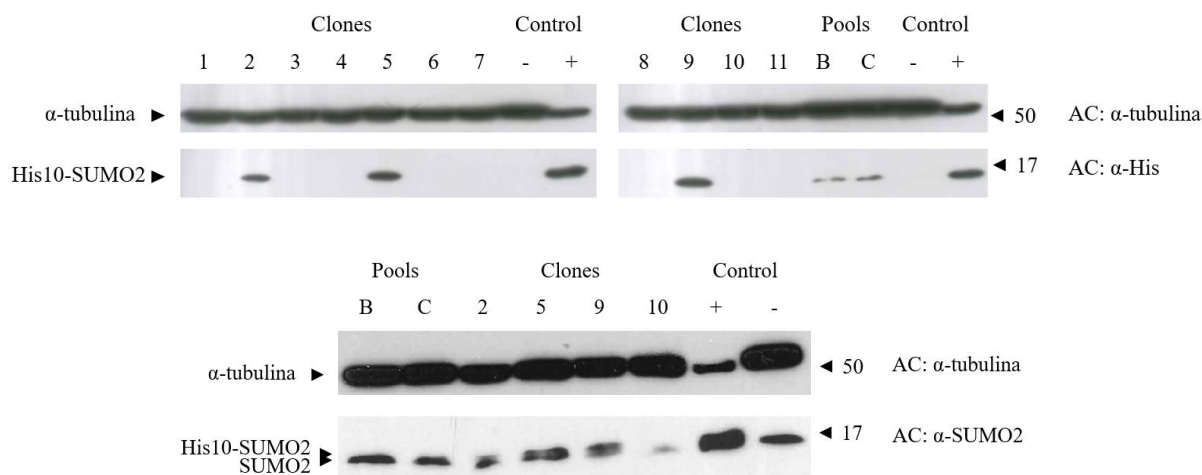 Clones Control Clones Pools Control
1 2 3 4 5 6 7 - + 8 9 10 11 B C - +
α-tubulina ► ◄ 50 AC: α-tubulina
His10-SUMO2 ► ◄ 17 AC: α-His
Pools Clones Control
B C 2 5 9 10 + -
α-tubulina ► ◄ 50 AC: α-tubulina
◄ 17 AC: α-SUMO2
His10-SUMO2 ►
SUMO2 ►